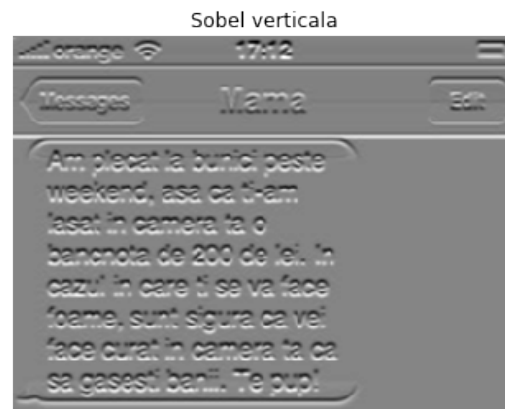 Sobel verticala
orange 17:12
Messages Mama Edit
Am plecat la bunici peste
weekend, asa ca ti-am
lasat in camera ta o
bancnota de 200 de lei. In
cazul in care ti se va face
foame, sunt sigura ca vei
face curat in camera ta ca
sa gasesti banii. Te pup!